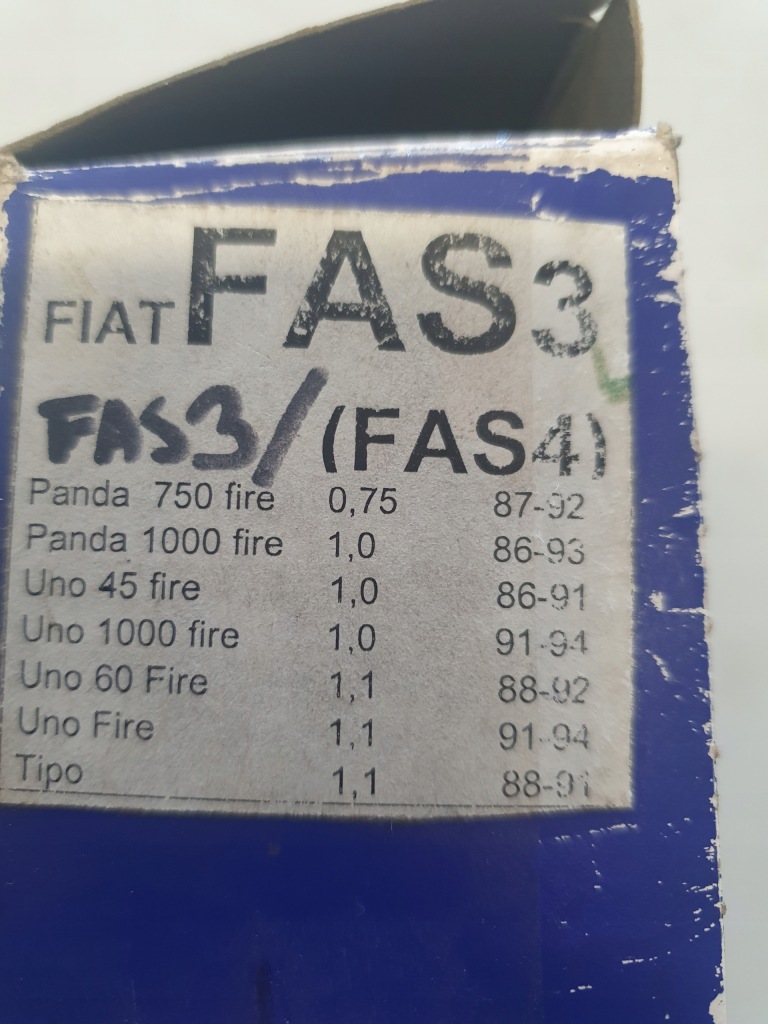 FIAT FAS3
FAS3/ (FAS4)
Panda 750 fire 0,75 87-92
Panda 1000 fire 1,0 86-93
Uno 45 fire 1,0 86-91
Uno 1000 fire 1,0 91-94
Uno 60 Fire 1,1 88-92
Uno Fire 1,1 91-94
Tipo 1,1 88-91